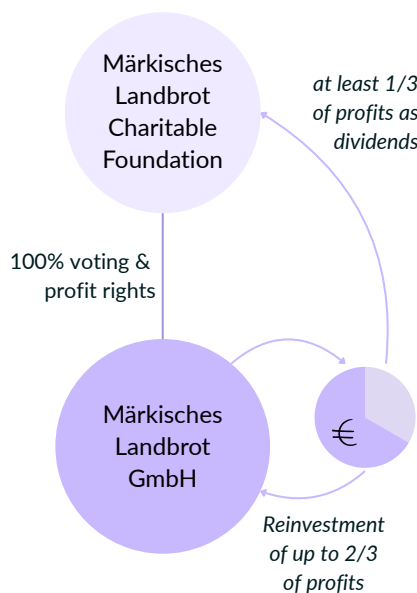 Märkisches
Landbrot
Charitable
Foundation
at least 1/3
of profits as
dividends
100% voting &
profit rights
Märkisches
Landbrot
GmbH
€
Reinvestment
of up to 2/3
of profits